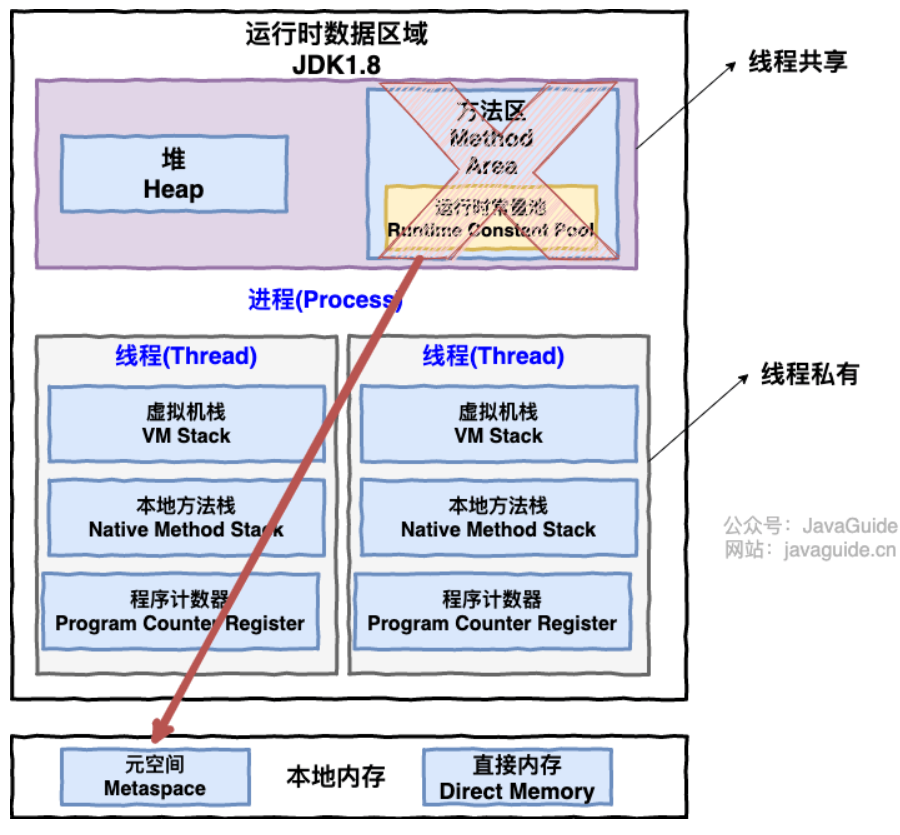 运行时数据区域
JDK1.8
线程共享
堆
Heap
方法区
Method
Area
运行时常量池
Runtime Constant Pool
进程(Process)
线程(Thread)
虚拟机栈
VM Stack
本地方法栈
Native Method Stack
程序计数器
Program Counter Register
线程(Thread)
虚拟机栈
VM Stack
本地方法栈
Native Method Stack
程序计数器
Program Counter Register
线程私有
公众号：JavaGuide
网站：javaguide.cn
元空间
Metaspace
本地内存
直接内存
Direct Memory